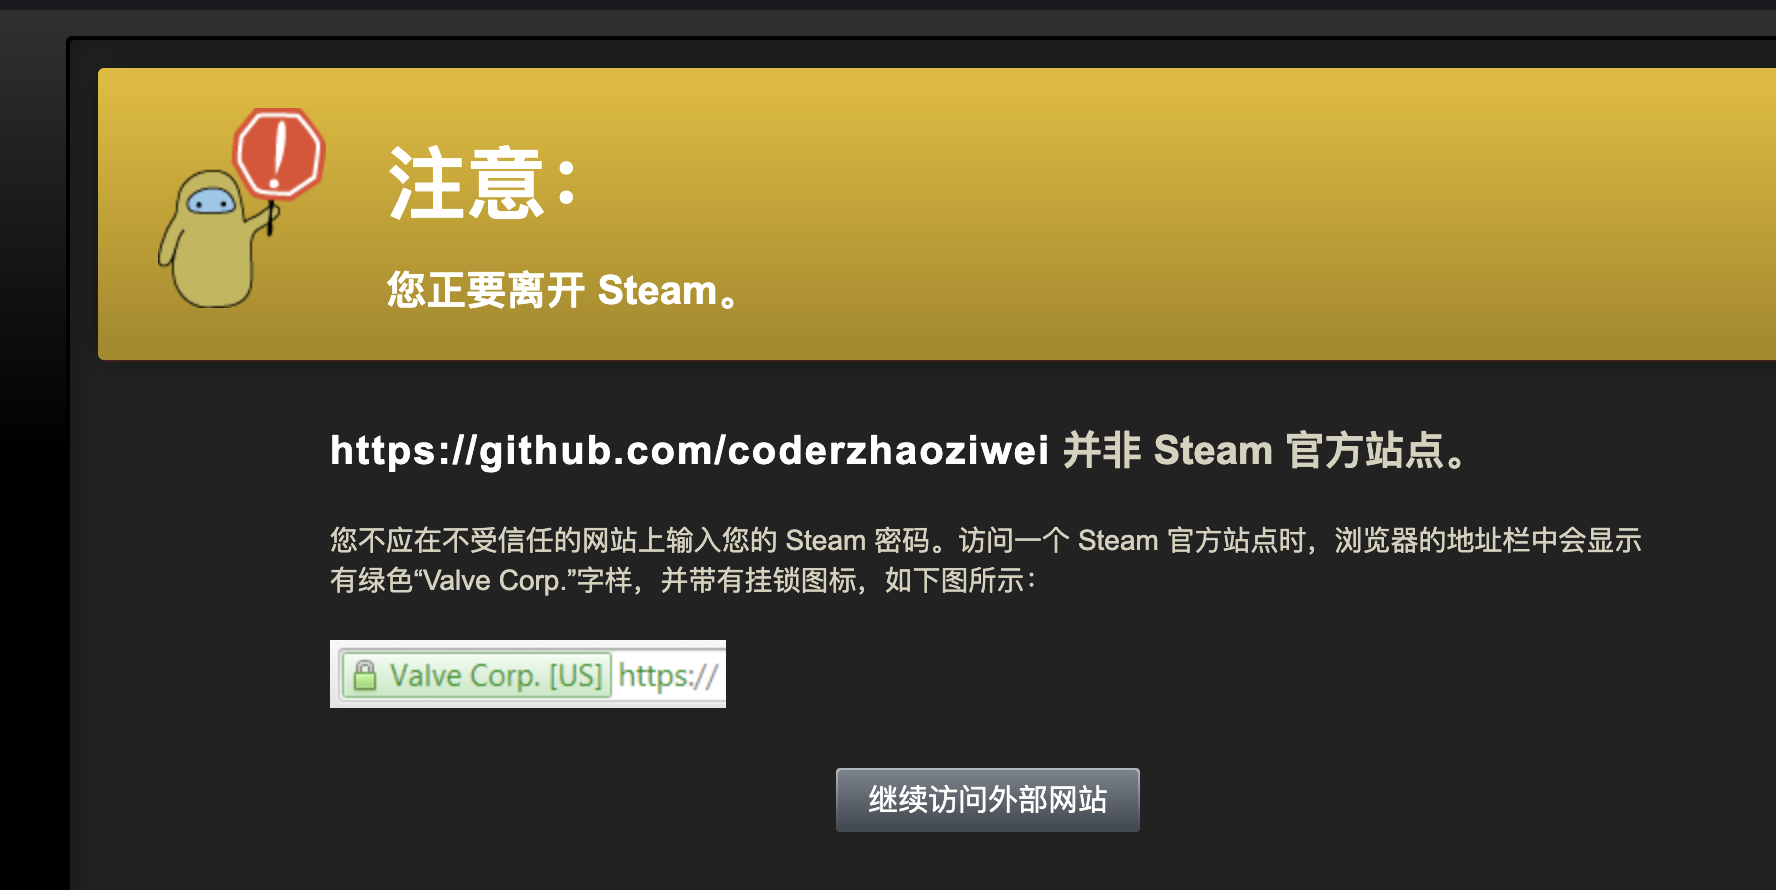 注意：
您正要离开 Steam。
https://github.com/coderzhaoziwei 并非 Steam 官方站点。
您不应在不受信任的网站上输入您的 Steam 密码。访问一个 Steam 官方站点时，浏览器的地址栏中会显示
有绿色“Valve Corp.”字样，并带有挂锁图标，如下图所示：
Valve Corp. [US] https://
继续访问外部网站